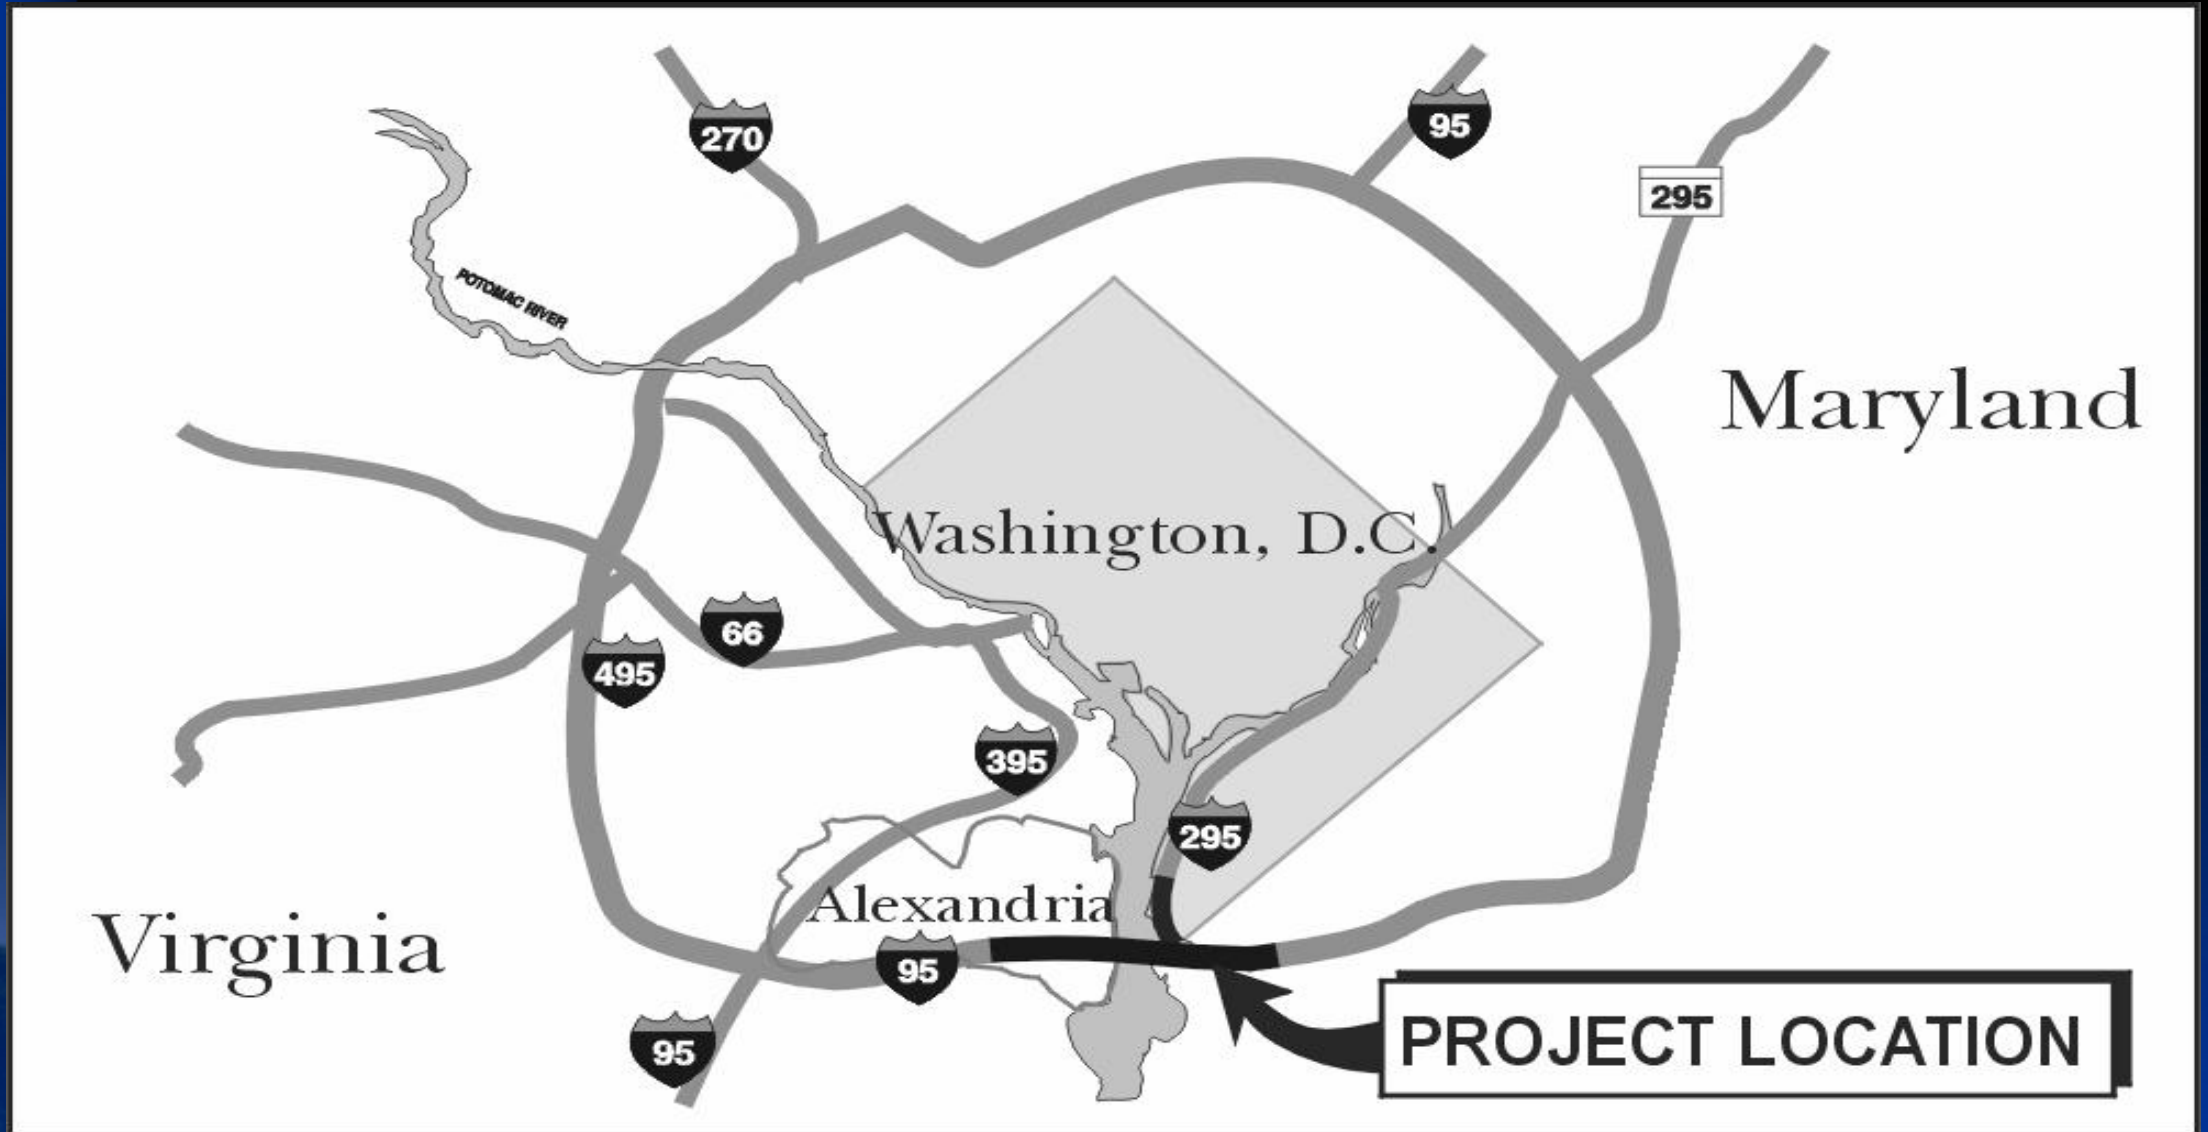 270
95
295
POTOMAC RIVER
Maryland
Washington, D.C.
66
495
395
295
Alexandria
Virginia
95
95
PROJECT LOCATION